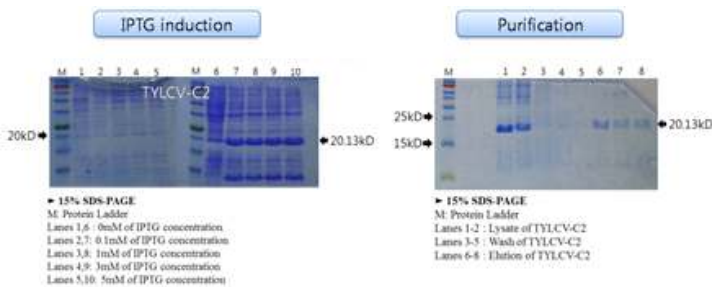 IPTG induction
M 1 2 3 4 5 M 6 7 8 9 10
TYLCV-C2
20kD
20.13kD
► 15% SDS-PAGE
M: Protein Ladder
Lanes 1,6 : 0mM of IPTG concentration
Lanes 2,7: 0.1mM of IPTG concentration
Lanes 3,8: 1mM of IPTG concentration
Lanes 4,9: 3mM of IPTG concentration
Lanes 5,10: 5mM of IPTG concentration
Purification
M 1 2 3 4 5 6 7 8
25kD
15kD
20.13kD
► 15% SDS-PAGE
M: Protein Ladder
Lanes 1-2 : Lysate of TYLCV-C2
Lanes 3-5 : Wash of TYLCV-C2
Lanes 6-8 : Elution of TYLCV-C2